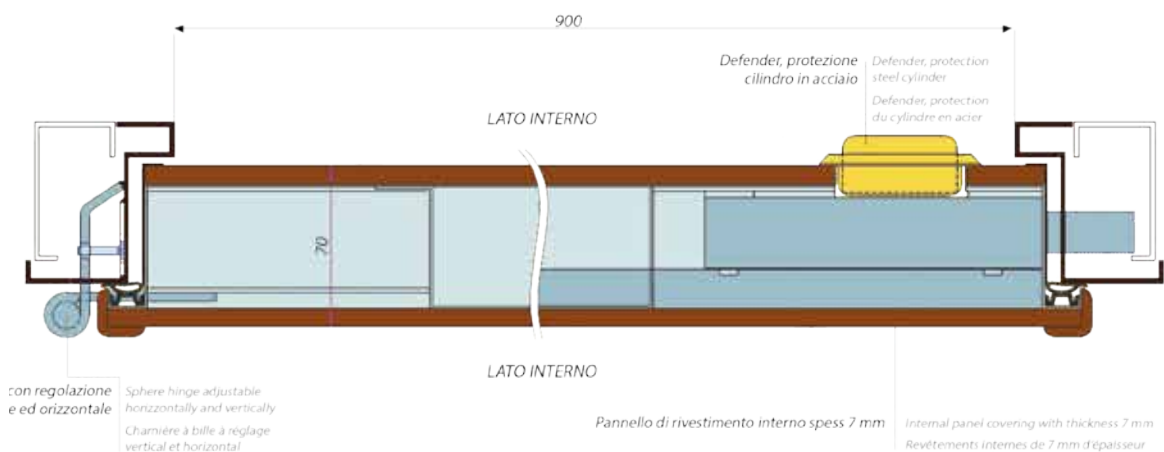 900
Defender, protezione
cilindro in acciaio
Defender, protection
steel cylinder
Defender, protection
du cylindre en acier
LATO INTERNO
70
LATO INTERNO
con regolazione
e ed orizzontale
Sphere hinge adjustable
horizzontally and vertically
Charnière à bille à réglage
vertical et horizontal
Pannello di rivestimento interno spess 7 mm
Internal panel covering with thickness 7 mm
Revêtements internes de 7 mm d'épaisseur